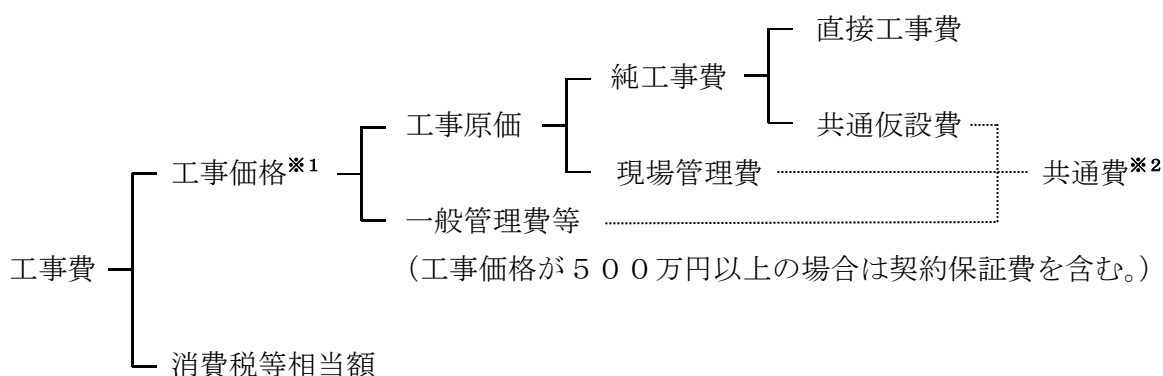 直接工事費
純工事費
工事原価
共通仮設費
工事価格※1
現場管理費
共通費※2
一般管理費等
工事費
（工事価格が５００万円以上の場合は契約保証費を含む。）
消費税等相当額